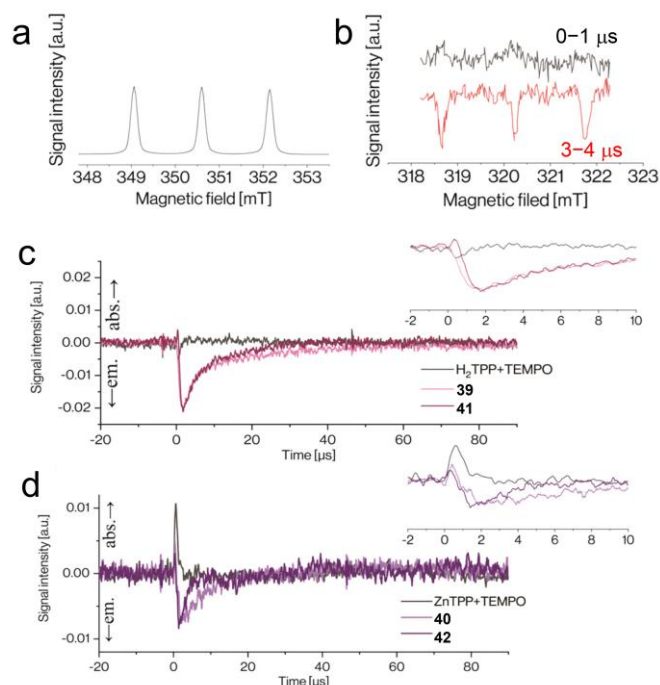 a
Signal intensity [a.u.]
348 349 350 351 352 353
Magnetic field [mT]
b
Signal intensity [a.u.]
0−1 μs
3−4 μs
318 319 320 321 322 323
Magnetic filed [mT]
c
Signal intensity [a.u.]
0.02
0.01
0.00
-0.01
-0.02
abs.→
←em.
-2 0 2 4 6 8 10
H₂TPP+TEMPO
39
41
-20 0 20 40 60 80
Time [μs]
d
Signal intensity [a.u.]
0.01
0.00
-0.01
abs.→
←em.
-2 0 2 4 6 8 10
ZnTPP+TEMPO
40
42
-20 0 20 40 60 80
Time [μs]